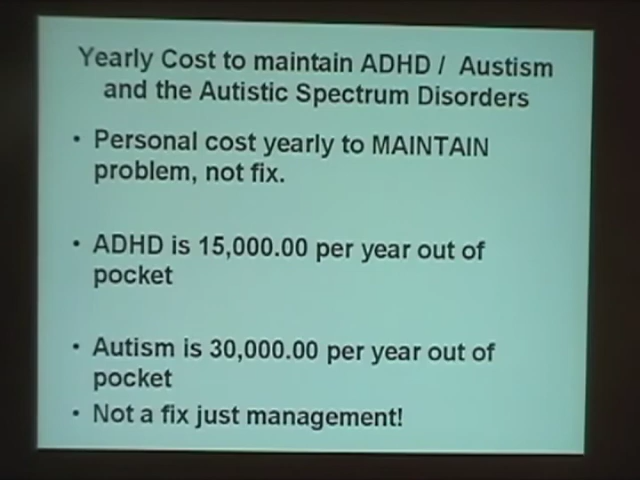 Yearly Cost to maintain ADHD / Austism
and the Autistic Spectrum Disorders
• Personal cost yearly to MAINTAIN
problem, not fix.
• ADHD is 15,000.00 per year out of
pocket
• Autism is 30,000.00 per year out of
pocket
• Not a fix just management!